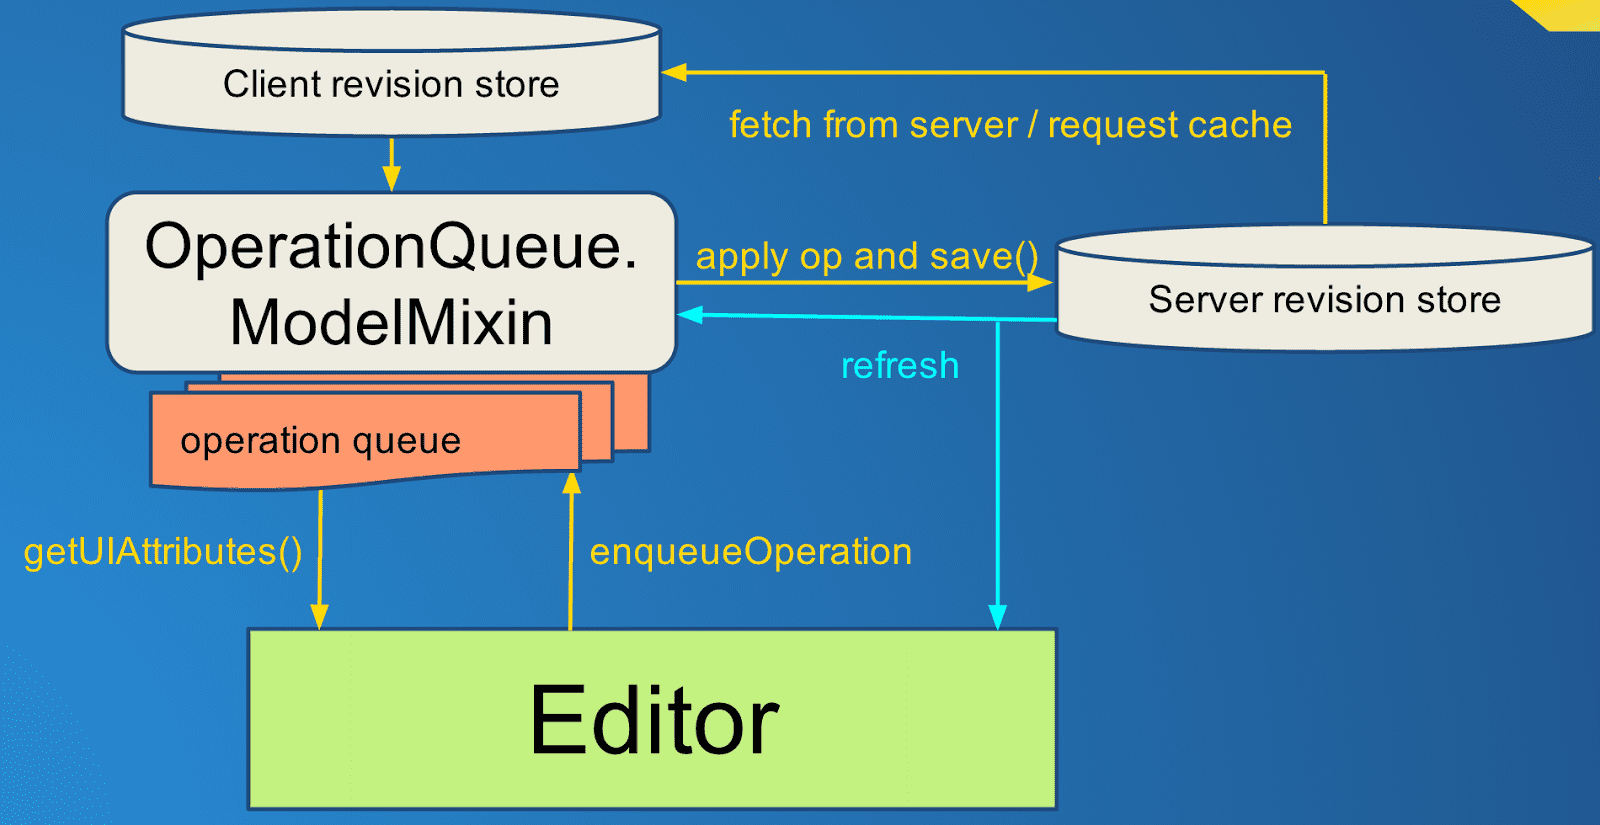 Client revision store
fetch from server / request cache
OperationQueue.
ModelMixin
apply op and save()
Server revision store
refresh
operation queue
getUIAttributes()
enqueueOperation
Editor